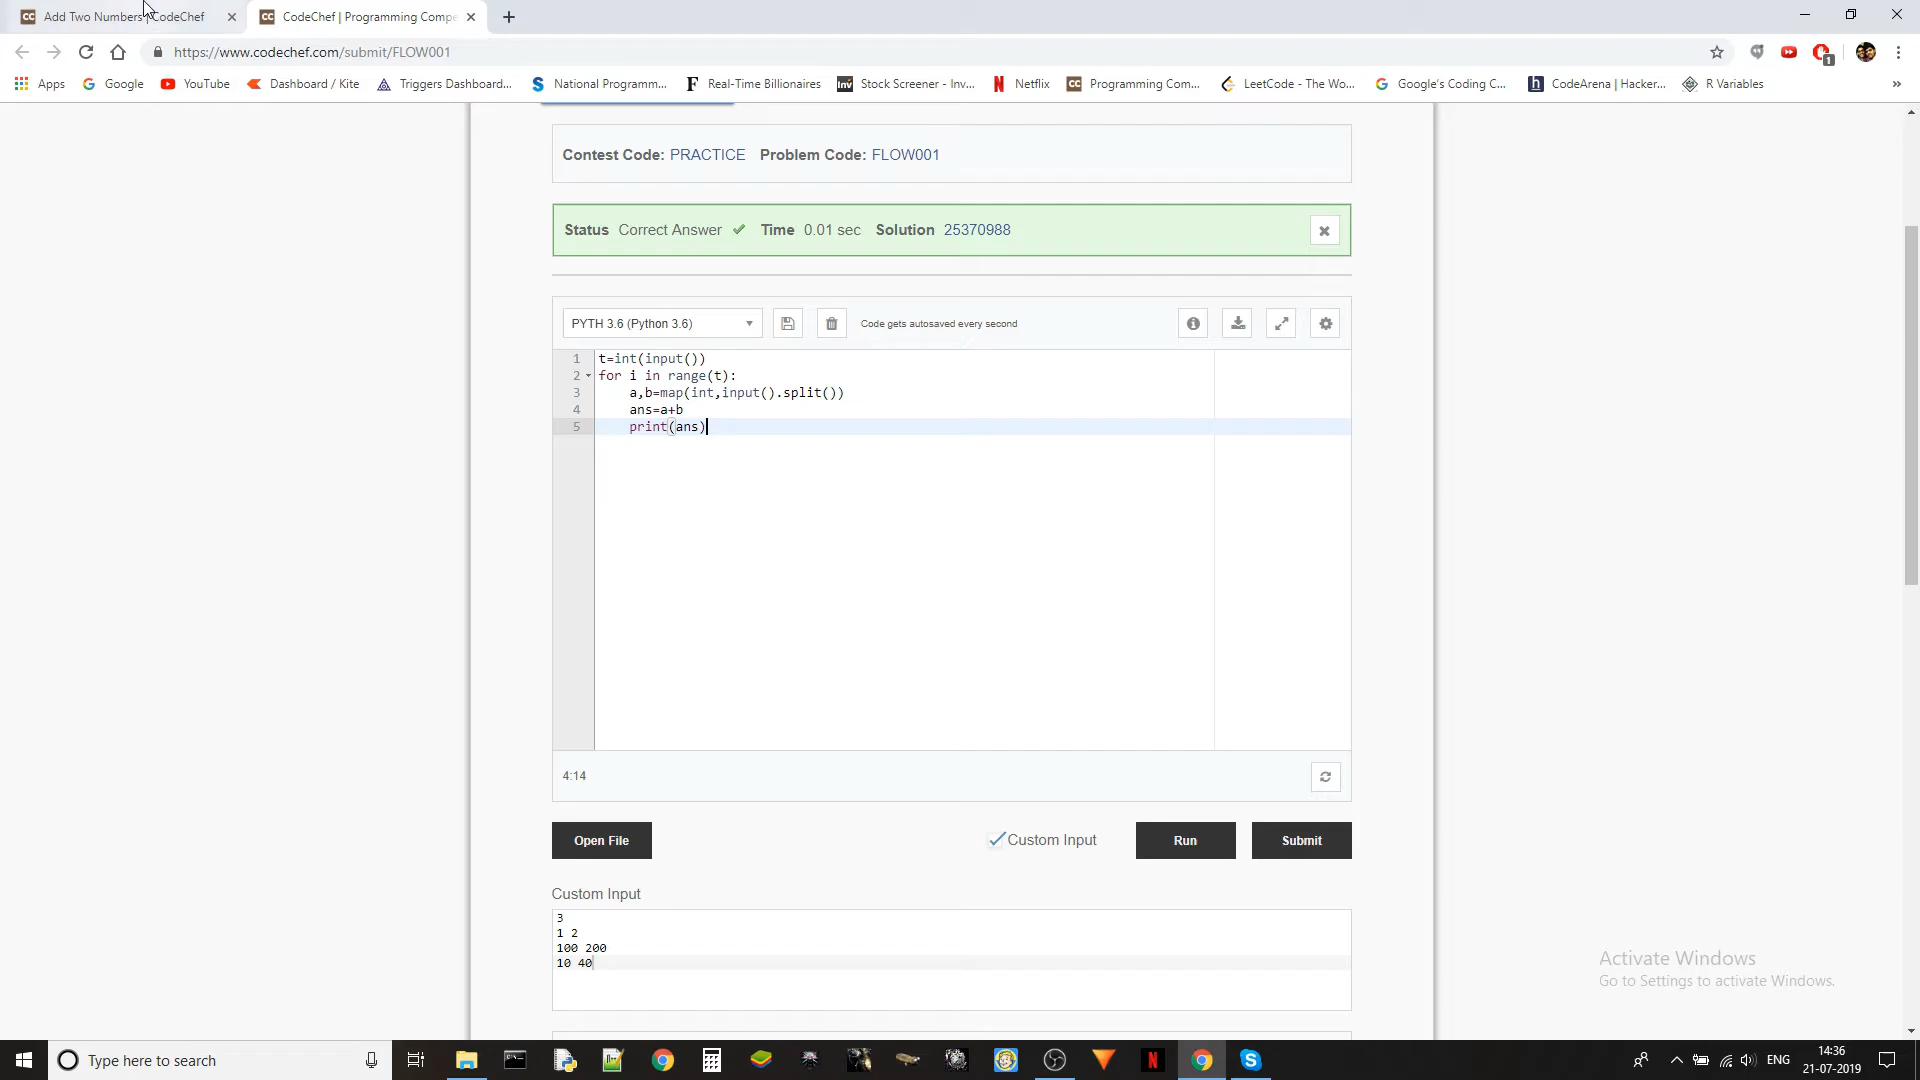 Add Two Numbers | CodeChef
CodeChef | Programming Compe
https://www.codechef.com/submit/FLOW001
1
Apps Google YouTube Dashboard / Kite Triggers Dashboard... National Programm... Real-Time Billionaires Stock Screener - Inv... Netflix Programming Com... LeetCode - The Wo... Google's Coding C... CodeArena | Hacker... R Variables »
Contest Code: PRACTICE Problem Code: FLOW001
Status Correct Answer Time 0.01 sec Solution 25370988
PYTH 3.6 (Python 3.6) Code gets autosaved every second
1 t=int(input())
2 for i in range(t):
3 a,b=map(int,input().split())
4 ans=a+b
5 print(ans)
4:14
Open File Custom Input Run Submit
Custom Input
3
1 2
100 200
10 40
Activate Windows
Go to Settings to activate Windows.
Type here to search
ENG
14:36
21-07-2019